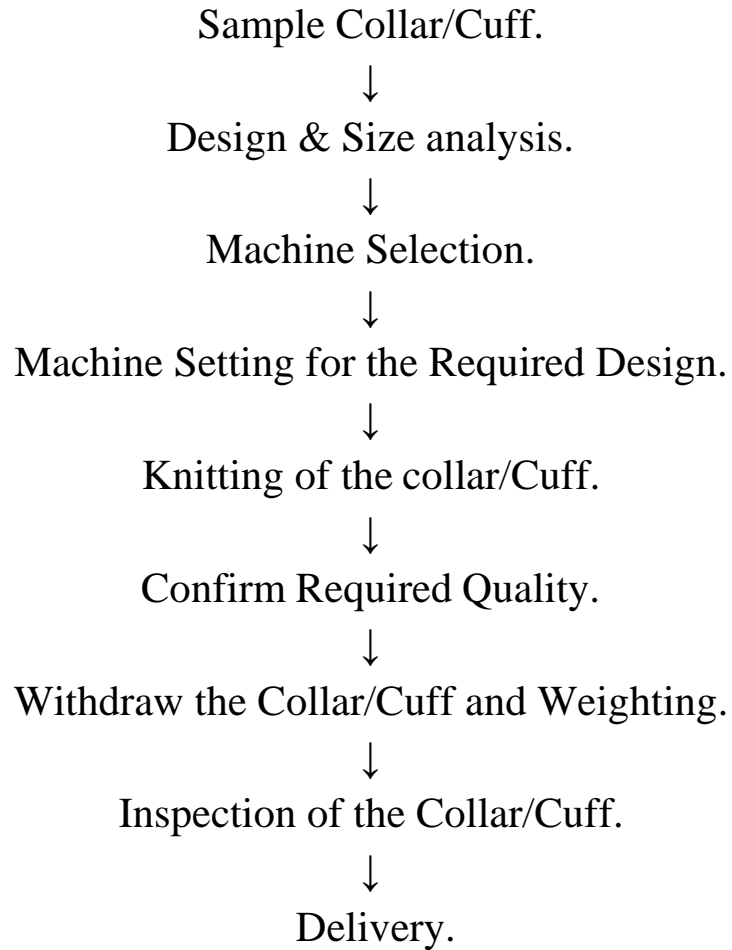 Sample Collar/Cuff.
↓
Design & Size analysis.
↓
Machine Selection.
↓
Machine Setting for the Required Design.
↓
Knitting of the collar/Cuff.
↓
Confirm Required Quality.
↓
Withdraw the Collar/Cuff and Weighting.
↓
Inspection of the Collar/Cuff.
↓
Delivery.